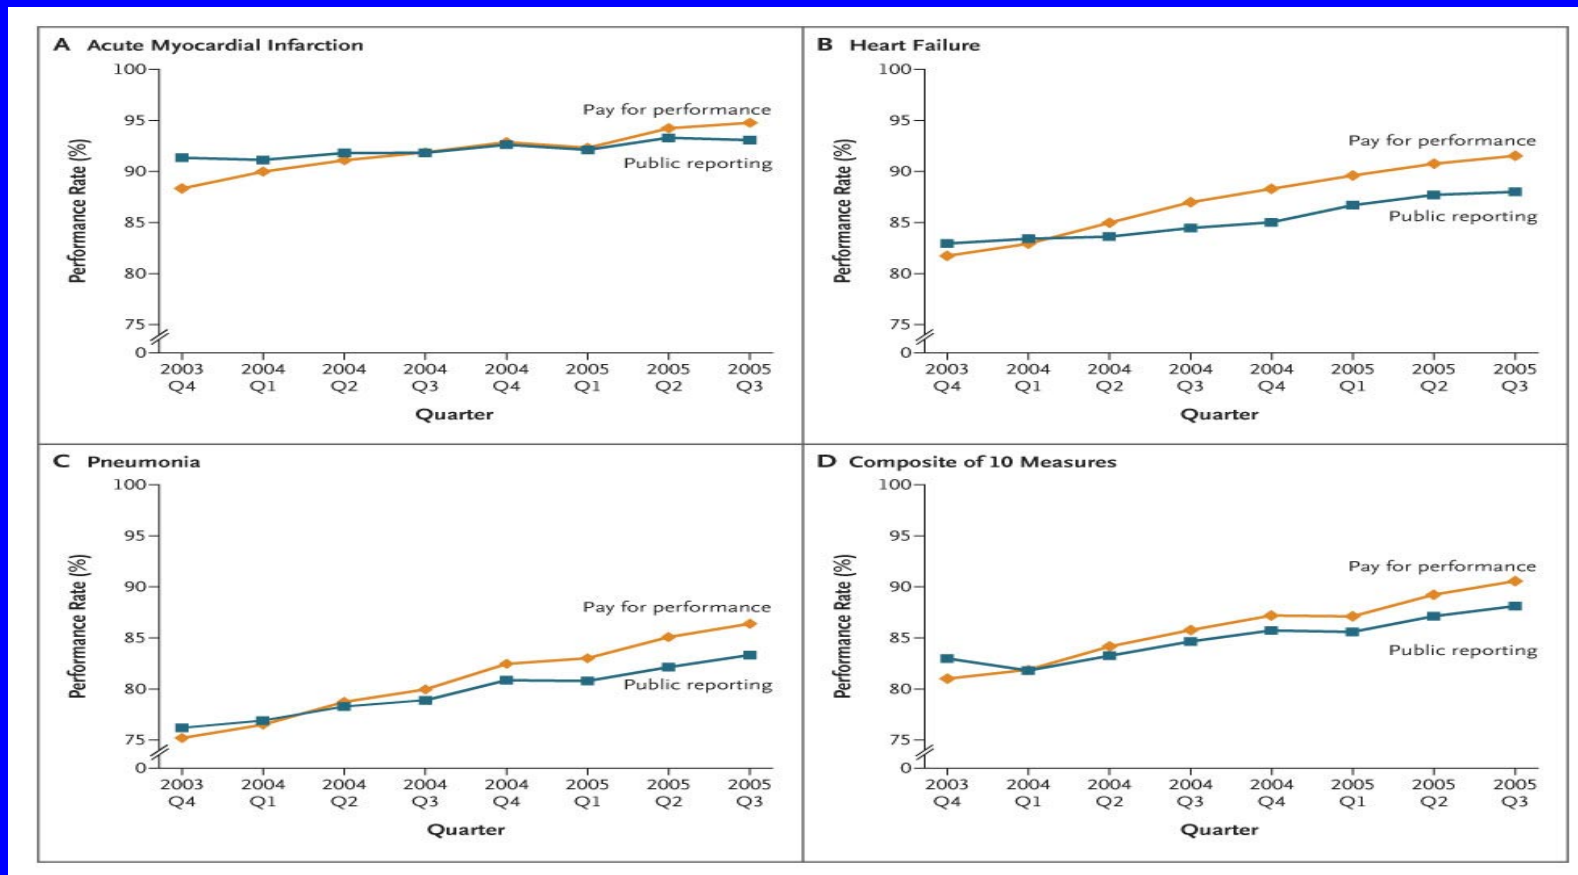 A Acute Myocardial Infarction
100
95
90
85
80
75
0
Performance Rate (%)
Pay for performance
Public reporting
2003 2004 2004 2004 2004 2005 2005 2005
Q4 Q1 Q2 Q3 Q4 Q1 Q2 Q3
Quarter
B Heart Failure
100
95
90
85
80
75
0
Performance Rate (%)
Pay for performance
Public reporting
2003 2004 2004 2004 2004 2005 2005 2005
Q4 Q1 Q2 Q3 Q4 Q1 Q2 Q3
Quarter
C Pneumonia
100
95
90
85
80
75
0
Performance Rate (%)
Pay for performance
Public reporting
2003 2004 2004 2004 2004 2005 2005 2005
Q4 Q1 Q2 Q3 Q4 Q1 Q2 Q3
Quarter
D Composite of 10 Measures
100
95
90
85
80
75
0
Performance Rate (%)
Pay for performance
Public reporting
2003 2004 2004 2004 2004 2005 2005 2005
Q4 Q1 Q2 Q3 Q4 Q1 Q2 Q3
Quarter